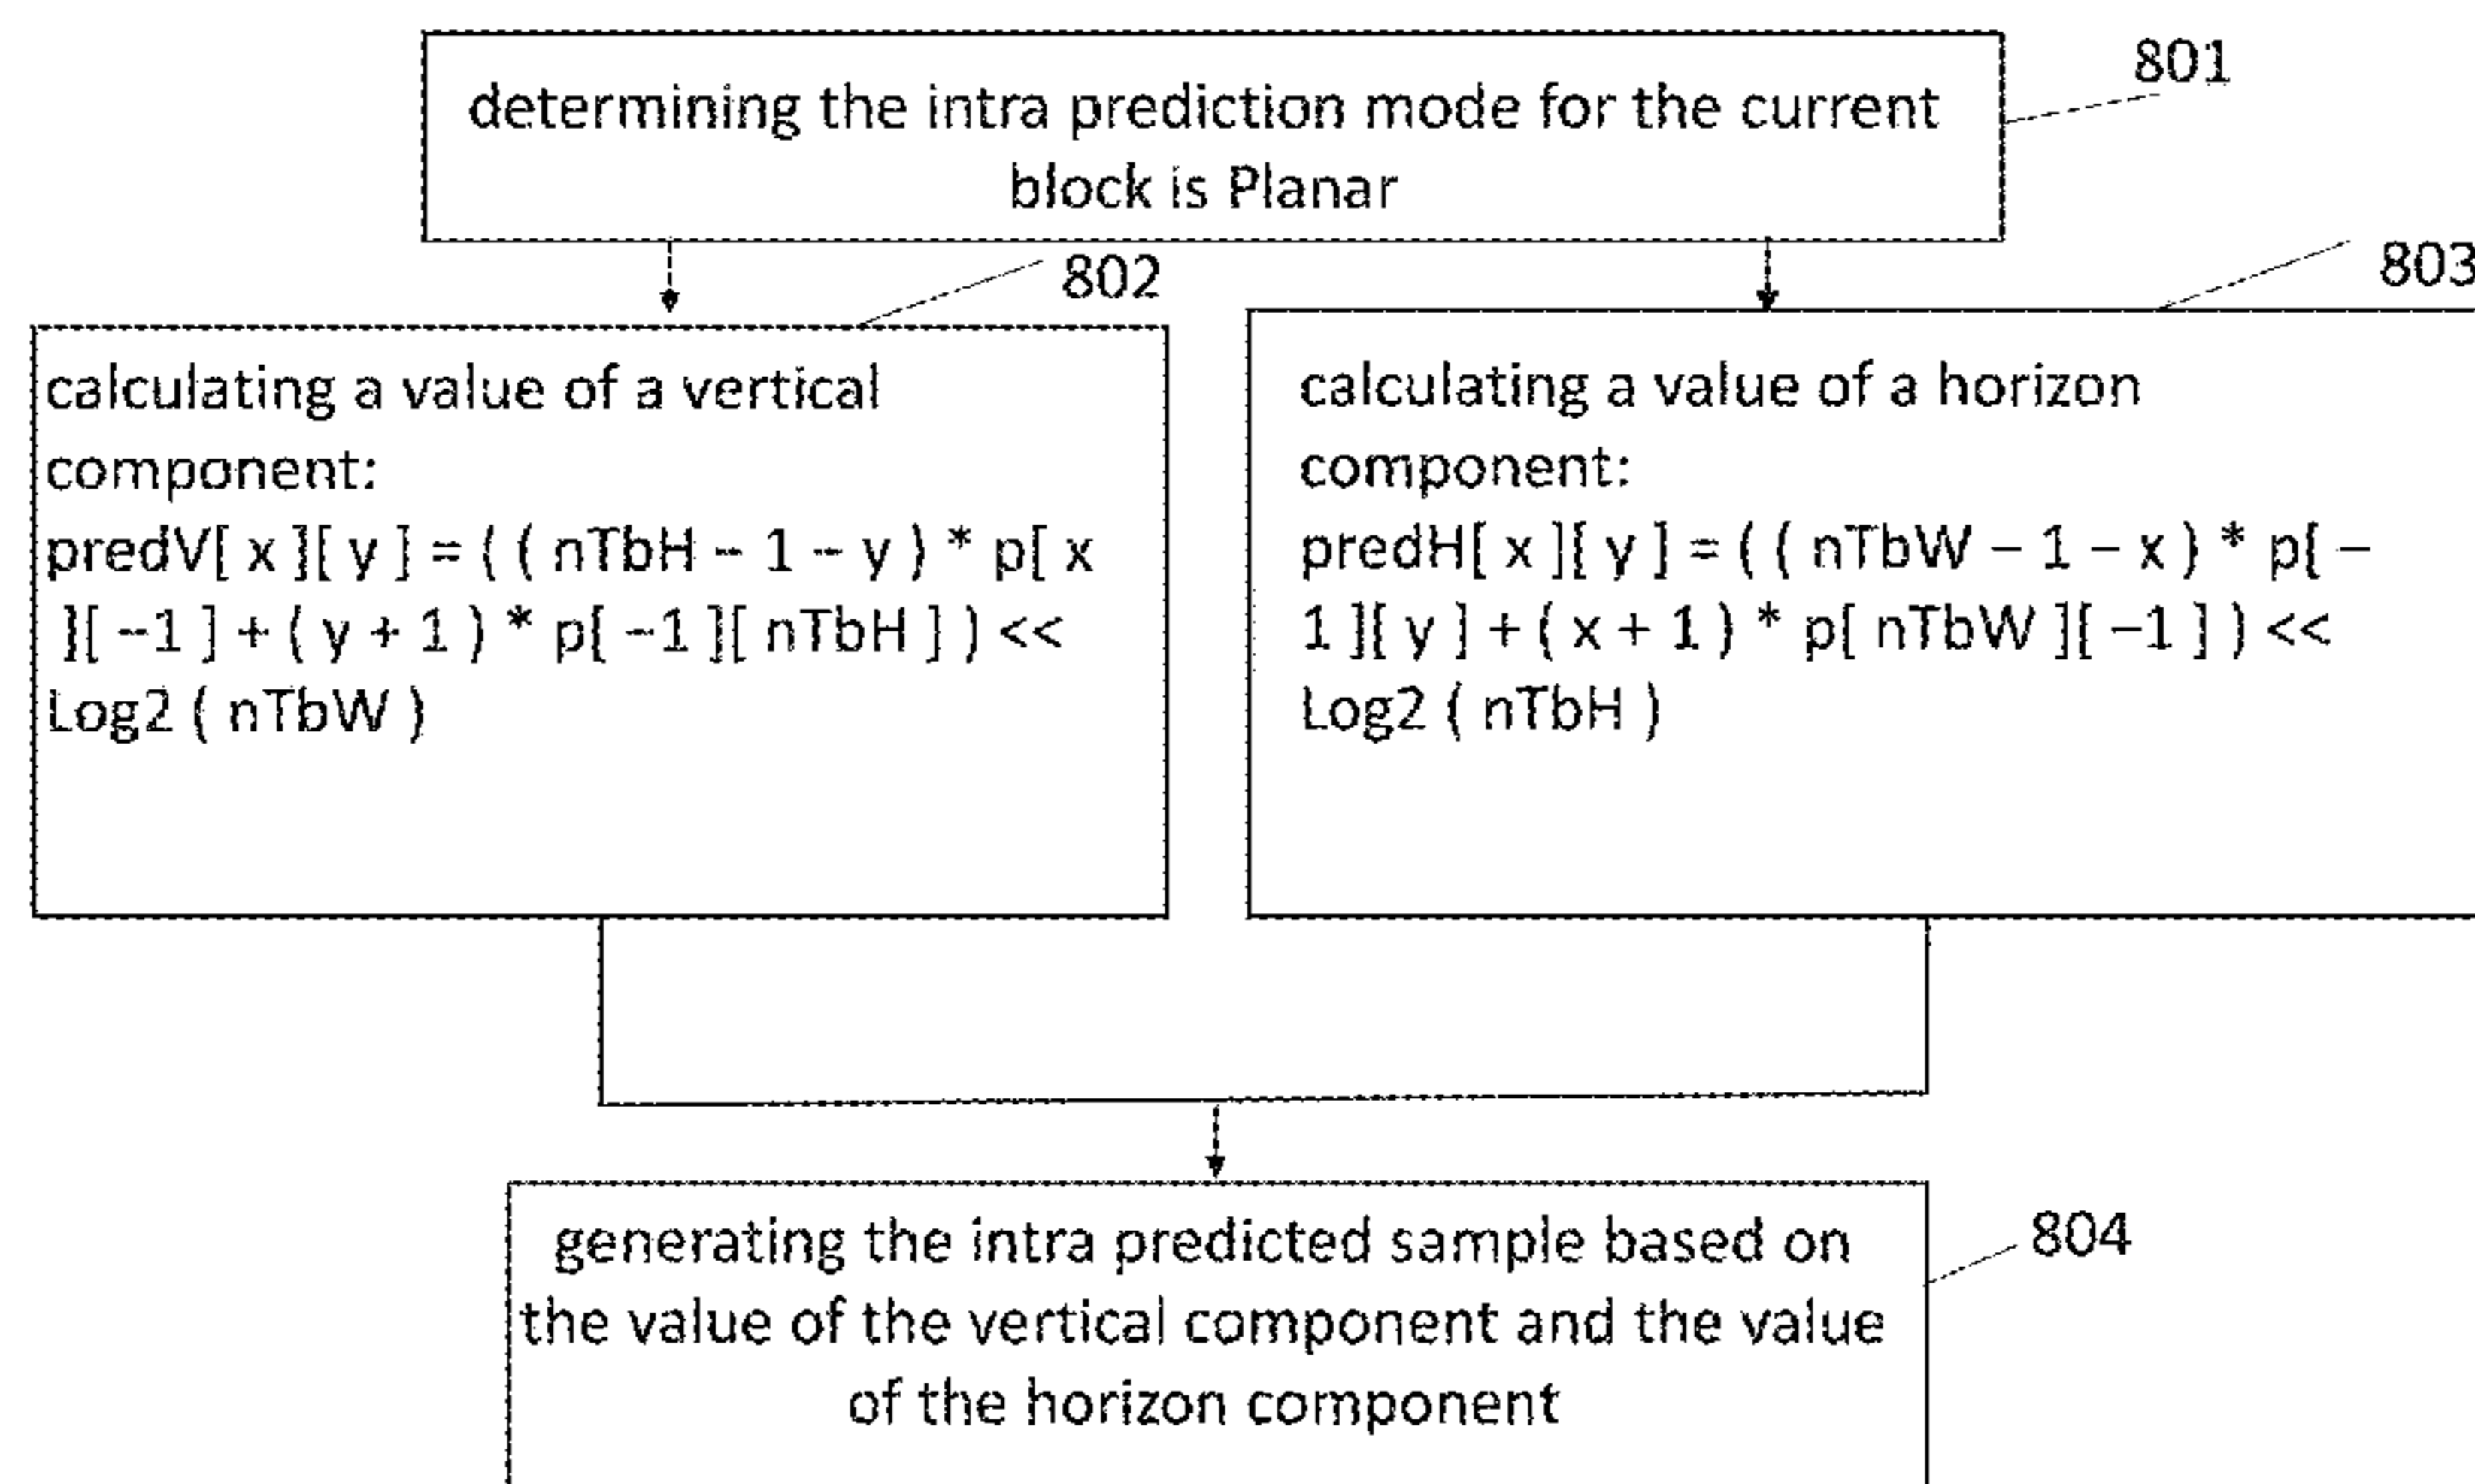 801
determining the intra prediction mode for the current
block is Planar
802
calculating a value of a vertical
component:
predV[ x ][ y ] = ( ( nTbH – 1 – y ) * p[ x
][ –1 ] + ( y + 1 ) * p[ –1 ][ nTbH ] ) <<
Log2 ( nTbW )
803
calculating a value of a horizon
component:
predH[ x ][ y ] = ( ( nTbW – 1 – x ) * p[ –
1 ][ y ] + ( x + 1 ) * p[ nTbW ][ –1 ] ) <<
Log2 ( nTbH )
804
generating the intra predicted sample based on
the value of the vertical component and the value
of the horizon component